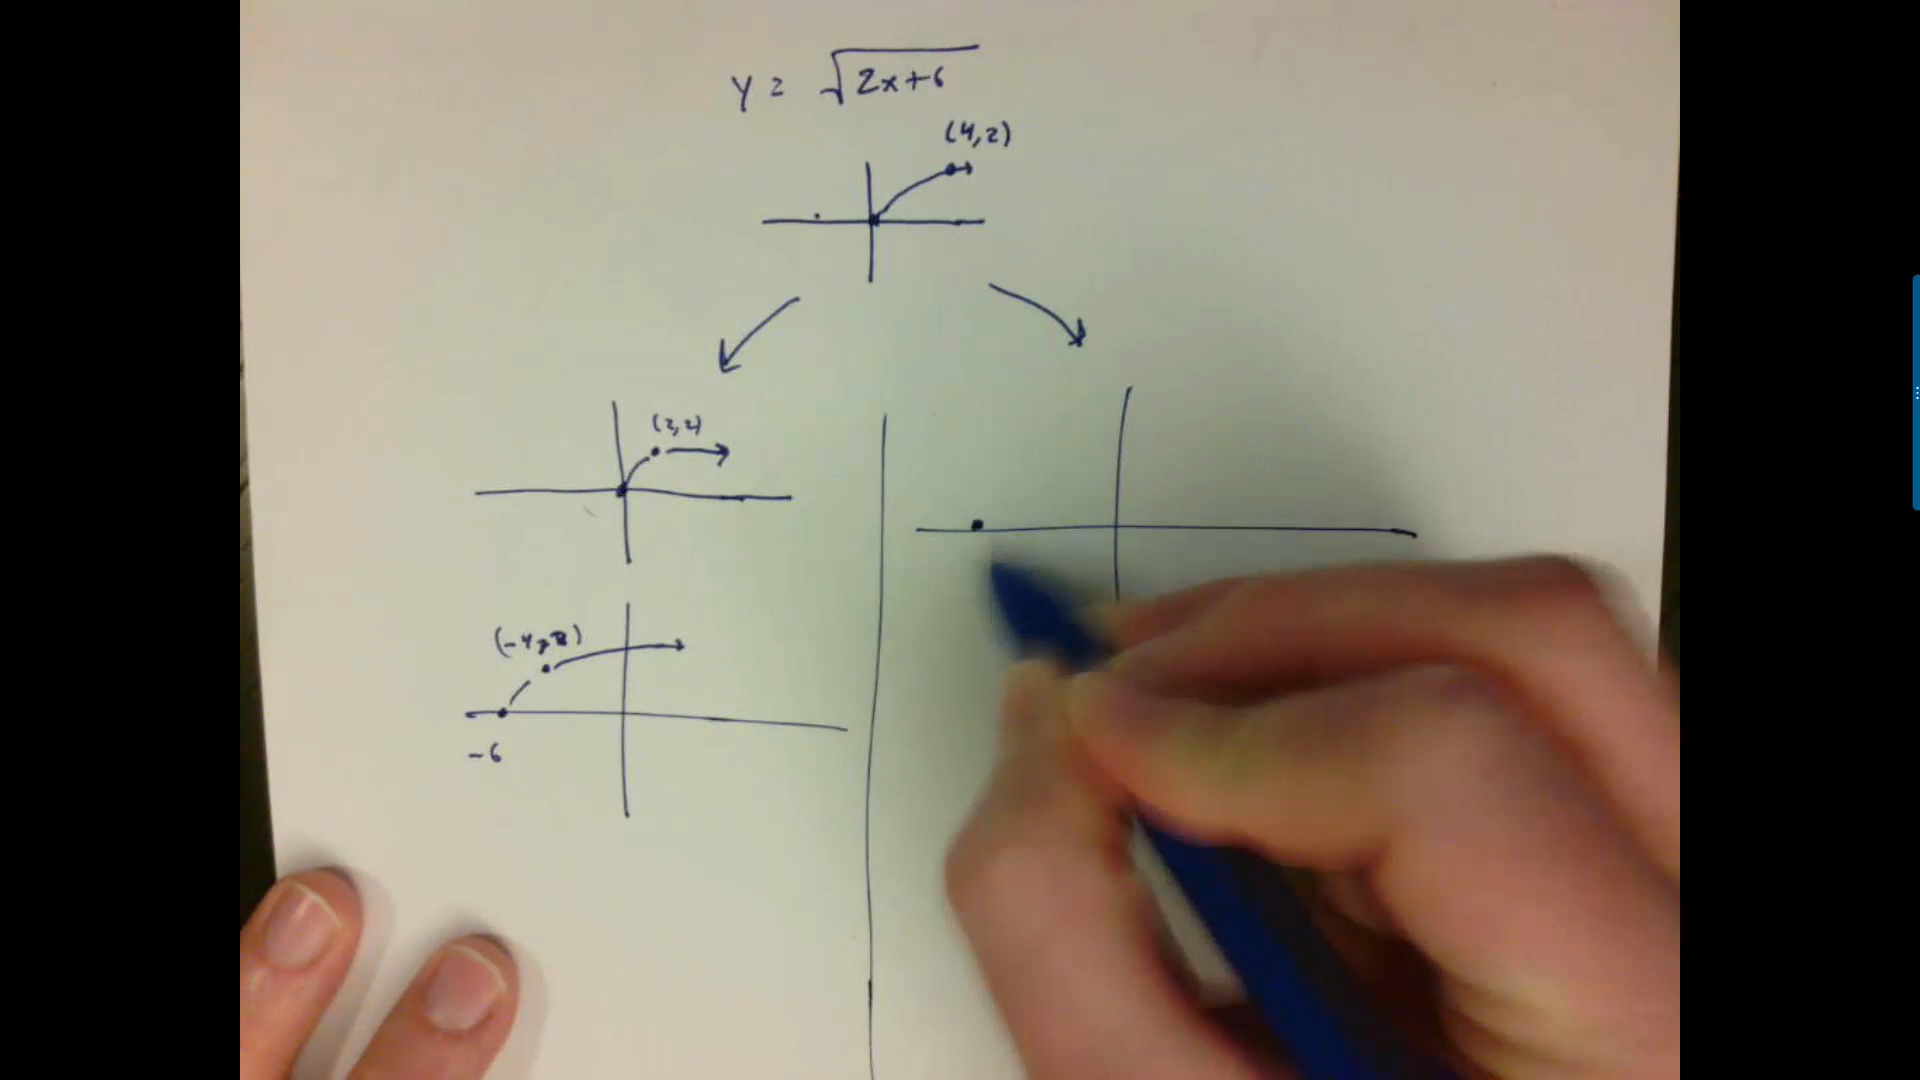 y = √2x+6
(4,2)
(2,2)
(-4,2)
-6